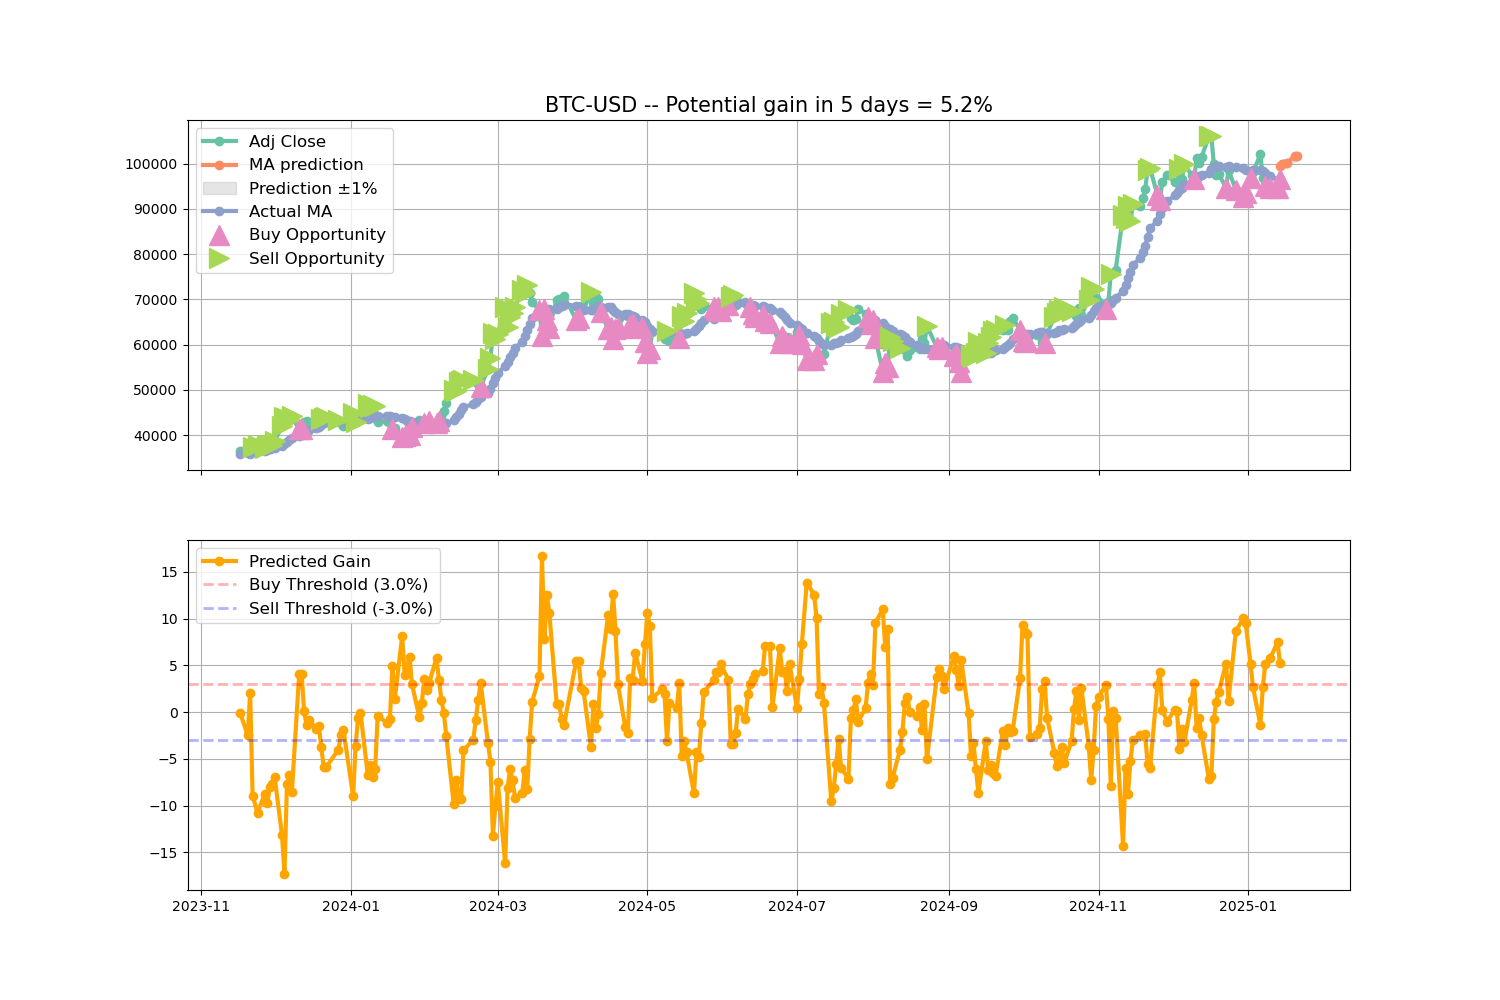 BTC-USD -- Potential gain in 5 days = 5.2%
Adj Close
MA prediction
Prediction ±1%
Actual MA
Buy Opportunity
Sell Opportunity
100000
90000
80000
70000
60000
50000
40000
Predicted Gain
Buy Threshold (3.0%)
Sell Threshold (-3.0%)
15
10
5
0
−5
−10
−15
2023-11
2024-01
2024-03
2024-05
2024-07
2024-09
2024-11
2025-01